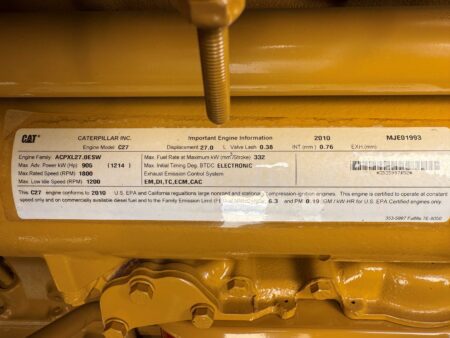 CAT CATERPILLAR INC. Important Engine Information 2010 MJE01993
Engine Model C27 Displacement 27.0 L Valve Lash 0.38 INT (mm) 0.76 EXH (mm)
Engine Family: ACPXL27.0ESW Max. Fuel Rate at Maximum kW (mm³/Stroke) 332
Max. Adv Power kW (Hp) 905 (1214) Initial Timing Deg. BTDC ELECTRONIC
Max.Rated Speed (RPM) 1800 Exhaust Emission Control System
Max Low Idle Speed (RPM) 1200 EM,DI,TC,ECM,CAC
This C27 engine conforms to 2010 U.S. EPA and California regulations large nonroad and stationary compression-ignition engines. This engine is certified to operate at constant
speed only and on commercially available diesel fuel and to the Family Emission Limit 6.3 and PM 0.19 GM / kW HR for U.S. EPA Certified engines only.